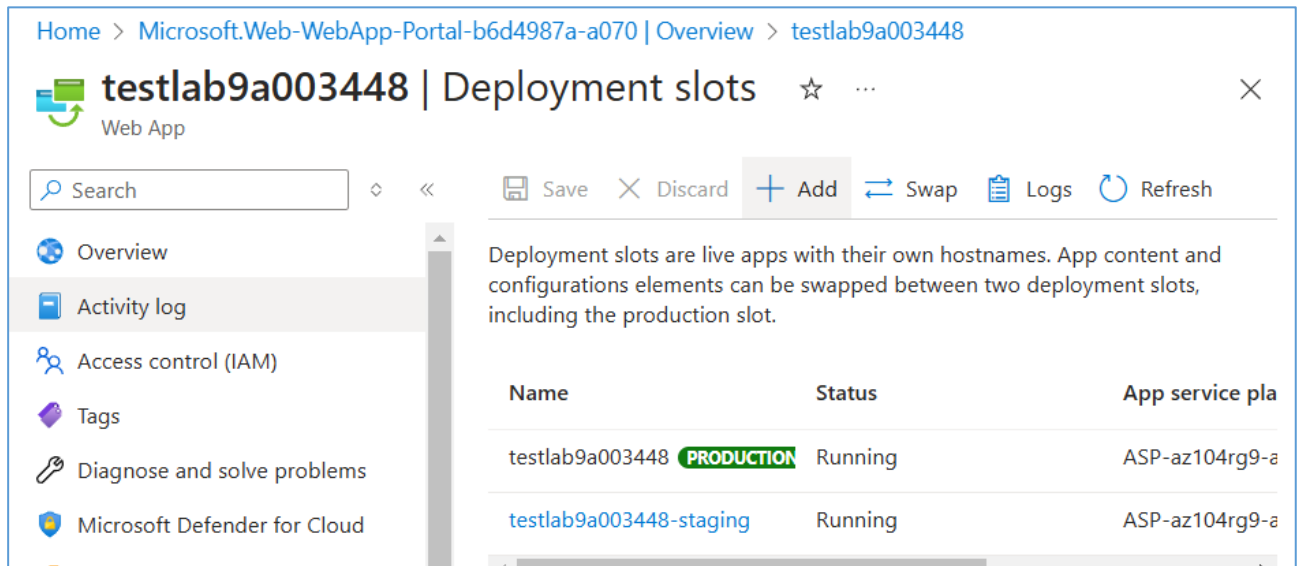 Home > Microsoft.Web-WebApp-Portal-b6d4987a-a070 | Overview > testlab9a003448
testlab9a003448 | Deployment slots
Web App
Search
Save Discard Add Swap Logs Refresh
Overview
Activity log
Access control (IAM)
Tags
Diagnose and solve problems
Microsoft Defender for Cloud
Deployment slots are live apps with their own hostnames. App content and
configurations elements can be swapped between two deployment slots,
including the production slot.
Name Status App service pla
testlab9a003448 PRODUCTION Running ASP-az104rg9-a
testlab9a003448-staging Running ASP-az104rg9-a